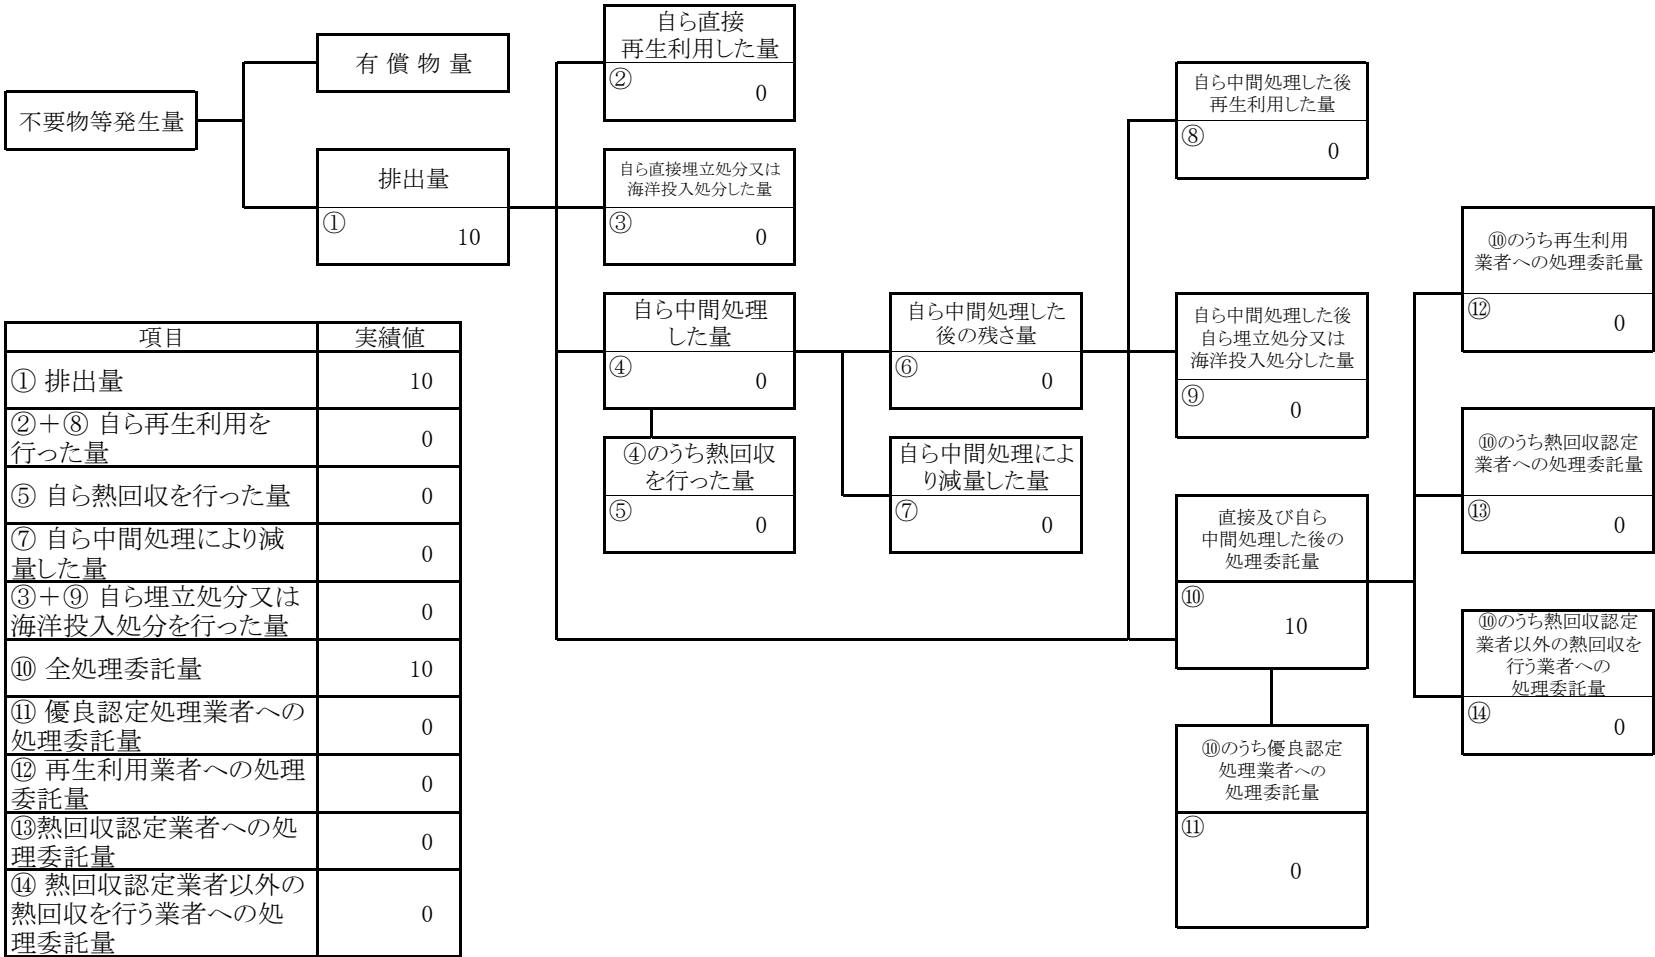 不要物等発生量
有 償 物 量
排出量
①
10
自ら直接
再生利用した量
②
0
自ら直接埋立処分又は
海洋投入処分した量
③
0
自ら中間処理
した量
④
0
④のうち熱回収
を行った量
⑤
0
自ら中間処理した
後の残さ量
⑥
0
自ら中間処理によ
り減量した量
⑦
0
自ら中間処理した後
再生利用した量
⑧
0
自ら中間処理した後
自ら埋立処分又は
海洋投入処分した量
⑨
0
直接及び自ら
中間処理した後の
処理委託量
⑩
10
⑩のうち優良認定
処理業者への
処理委託量
⑪
0
⑩のうち再生利用
業者への処理委託量
⑫
0
⑩のうち熱回収認定
業者への処理委託量
⑬
0
⑩のうち熱回収認定
業者以外の熱回収を
行う業者への
処理委託量
⑭
0
項目 実績値
① 排出量 10
②＋⑧ 自ら再生利用を
行った量 0
⑤ 自ら熱回収を行った量 0
⑦ 自ら中間処理により減
量した量 0
③＋⑨ 自ら埋立処分又は
海洋投入処分を行った量 0
⑩ 全処理委託量 10
⑪ 優良認定処理業者への
処理委託量 0
⑫ 再生利用業者への処理
委託量 0
⑬熱回収認定業者への処
理委託量 0
⑭ 熱回収認定業者以外の
熱回収を行う業者への処
理委託量 0